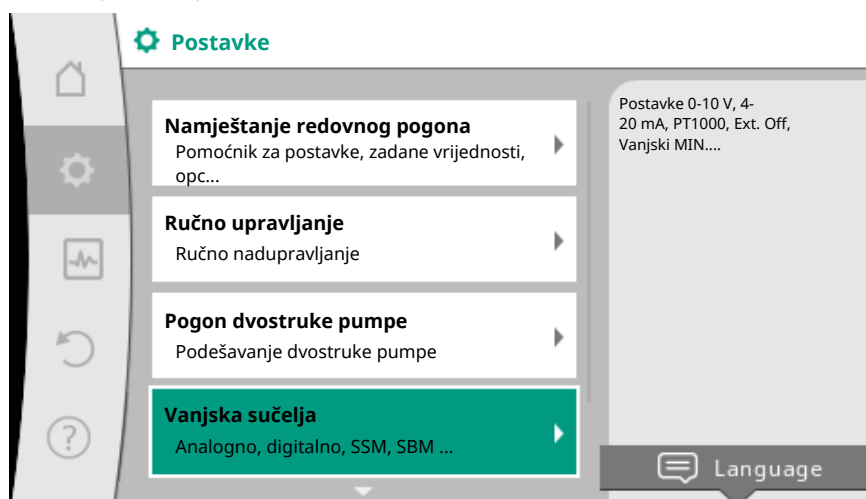 Postavke
Namještanje redovnog pogona
Pomoćnik za postavke, zadane vrijednosti,
opc...
Ručno upravljanje
Ručno nadupravljanje
Pogon dvostruke pumpe
Podešavanje dvostruke pumpe
Vanjska sučelja
Analogno, digitalno, SSM, SBM ...
Postavke 0-10 V, 4-
20 mA, PT1000, Ext. Off,
Vanjski MIN....
Language